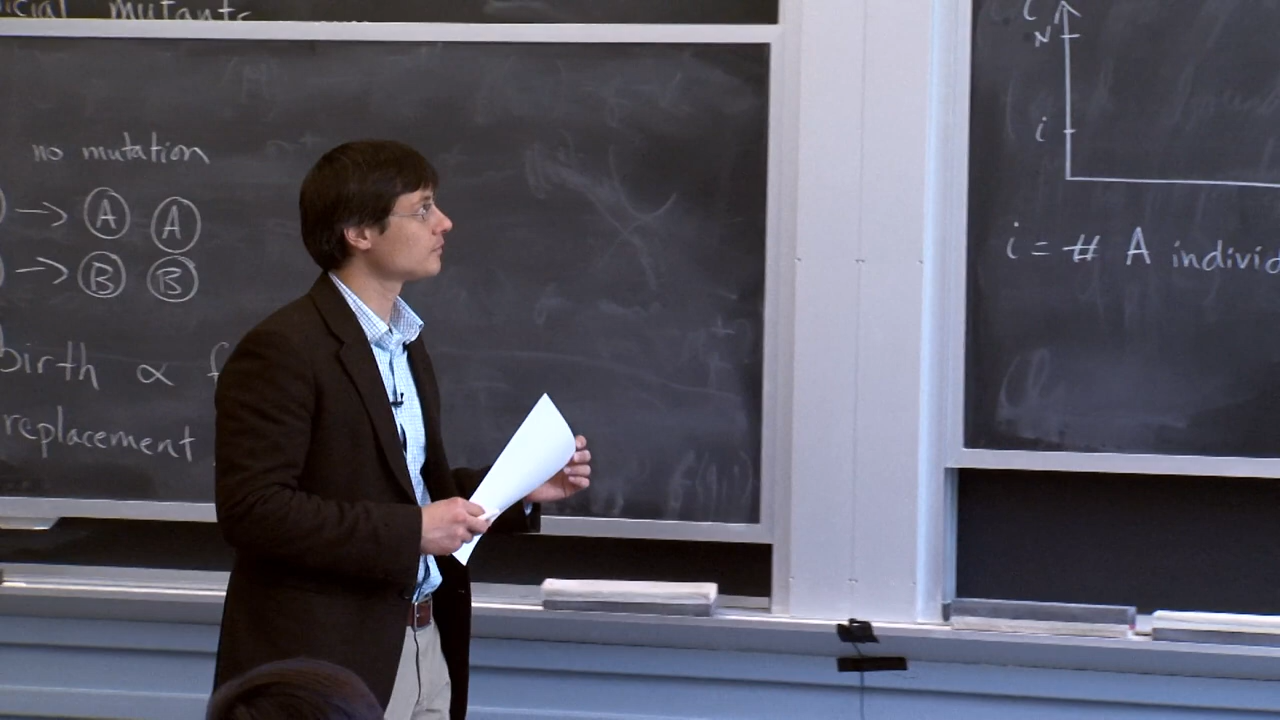 mutants
no mutation
→ A A
→ B B
birth ∝
replacement
N
i
i = # A individ